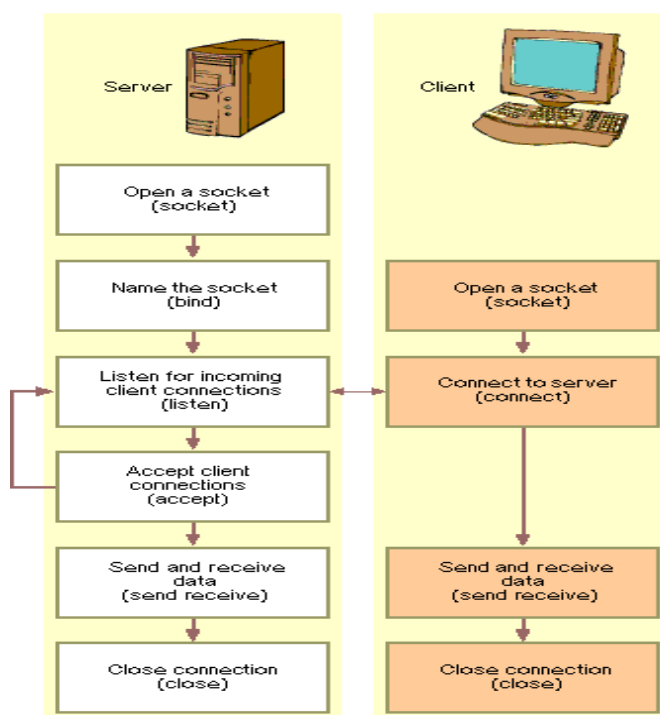 Server
Open a socket
(socket)
Name the socket
(bind)
Listen for incoming
client connections
(listen)
Accept client
connections
(accept)
Send and receive
data
(send receive)
Close connection
(close)
Client
Open a socket
(socket)
Connect to server
(connect)
Send and receive
data
(send receive)
Close connection
(close)